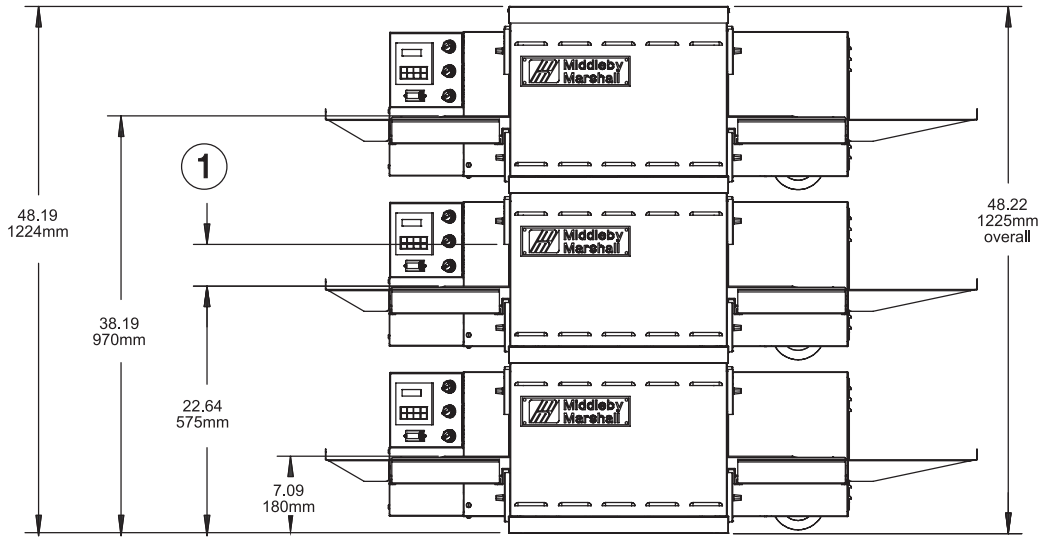 Middleby
Marshall
1
48.19
1224mm
48.22
1225mm
overall
Middleby
Marshall
38.19
970mm
22.64
575mm
Middleby
Marshall
7.09
180mm